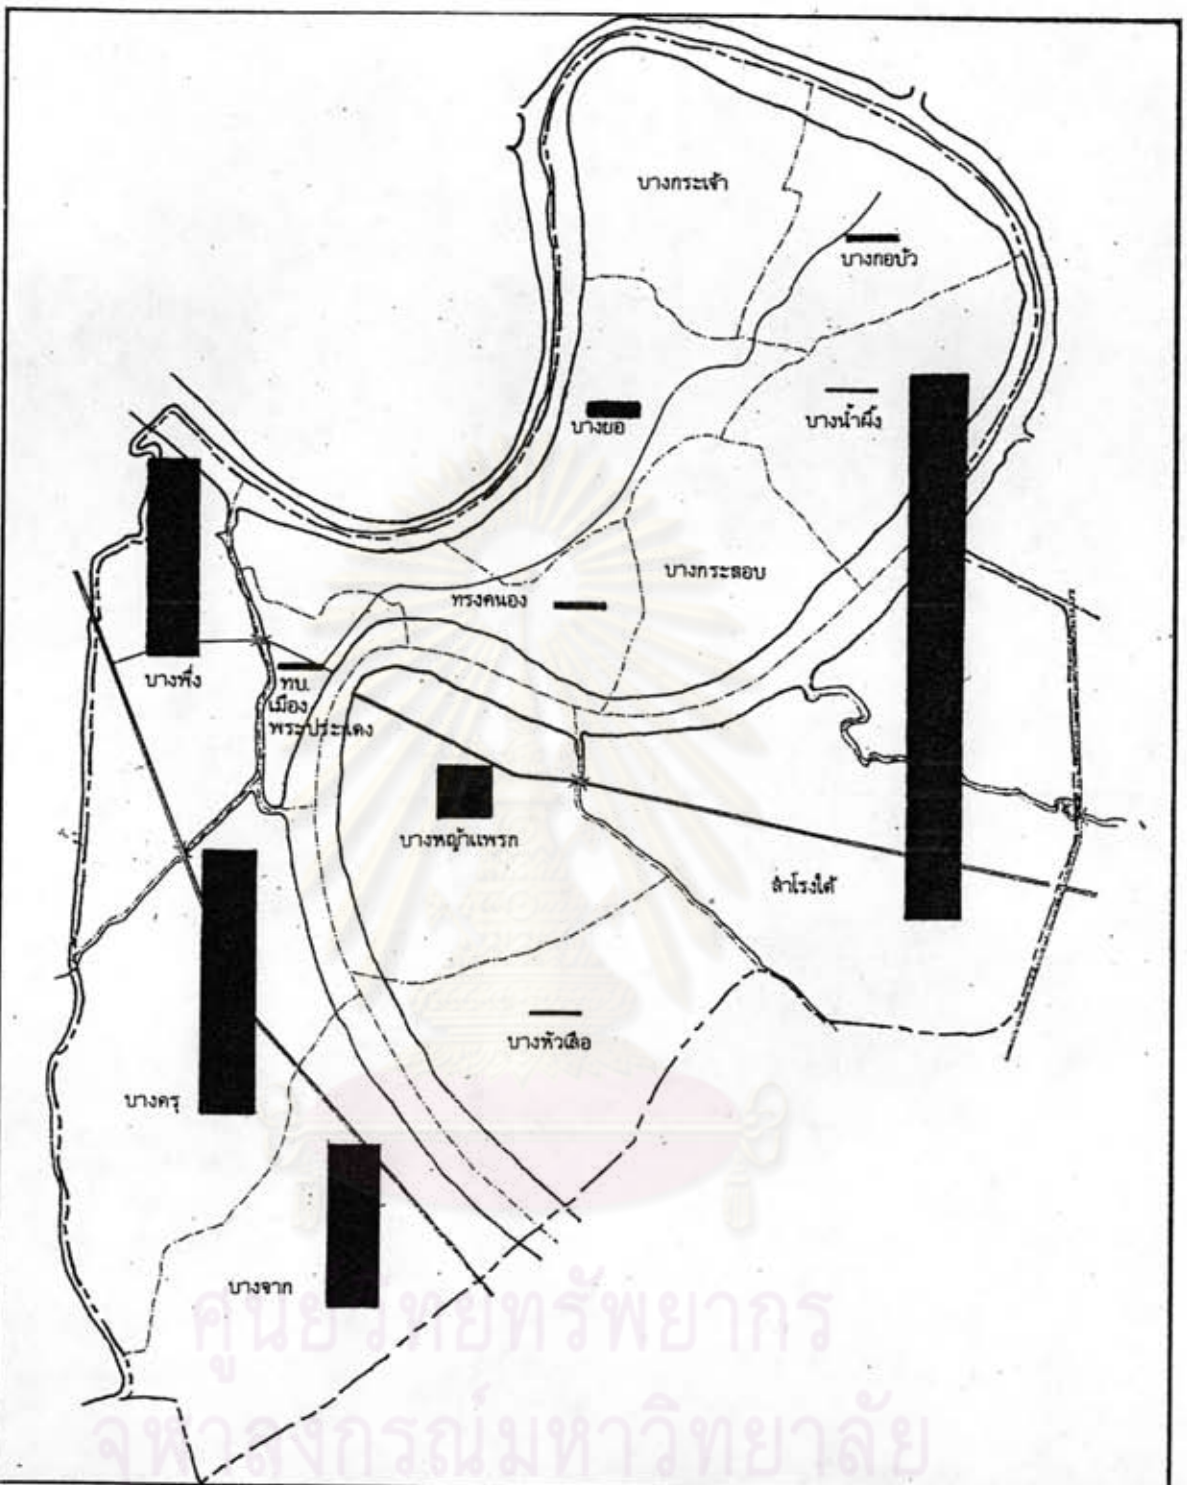 บางกระเจ้า
บางกอบัว
บางยอ
บางน้ำผึ้ง
บางกระสอบ
ทรงคนอง
บางพึ่ง
ทบ.
เมือง
พระประแดง
บางหญ้าแพรก
สำโรงใต้
บางหัวเสือ
บางครุ
บางจาก
ศูนย์วิทยทรัพยากร
จุฬาลงกรณ์มหาวิทยาลัย